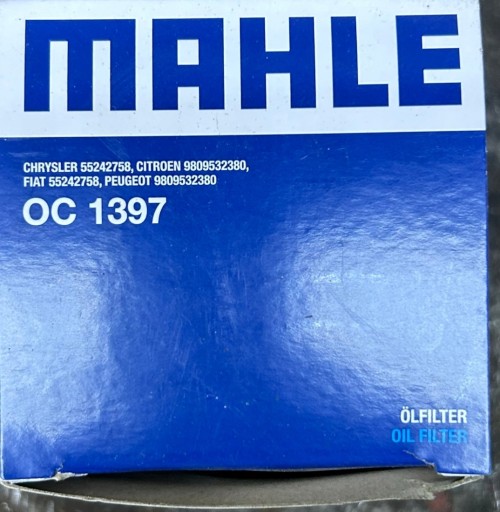 MAHLE
CHRYSLER 55242758, CITROEN 9809532380,
FIAT 55242758, PEUGEOT 9809532380
OC 1397
ÖLFILTER
OIL FILTER